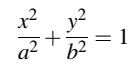 x²/a² + y²/b² = 1